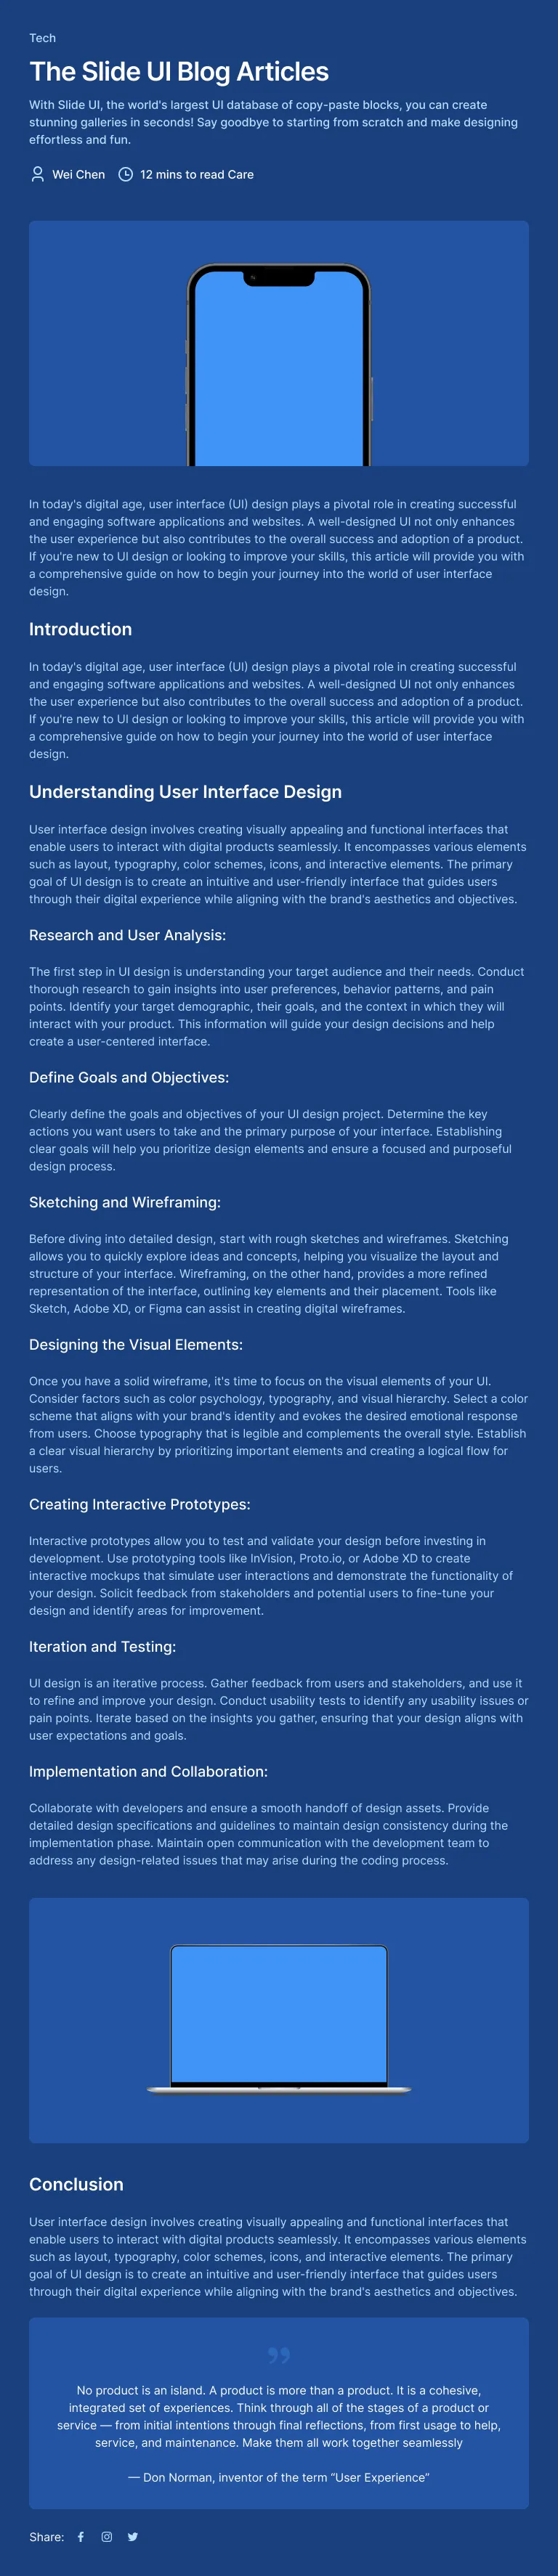 Tech
The Slide UI Blog Articles
With Slide UI, the world's largest UI database of copy-paste blocks, you can create
stunning galleries in seconds! Say goodbye to starting from scratch and make designing
effortless and fun.
Wei Chen 12 mins to read Care
In today's digital age, user interface (UI) design plays a pivotal role in creating successful
and engaging software applications and websites. A well-designed UI not only enhances
the user experience but also contributes to the overall success and adoption of a product.
If you're new to UI design or looking to improve your skills, this article will provide you with
a comprehensive guide on how to begin your journey into the world of user interface
design.
Introduction
In today's digital age, user interface (UI) design plays a pivotal role in creating successful
and engaging software applications and websites. A well-designed UI not only enhances
the user experience but also contributes to the overall success and adoption of a product.
If you're new to UI design or looking to improve your skills, this article will provide you with
a comprehensive guide on how to begin your journey into the world of user interface
design.
Understanding User Interface Design
User interface design involves creating visually appealing and functional interfaces that
enable users to interact with digital products seamlessly. It encompasses various elements
such as layout, typography, color schemes, icons, and interactive elements. The primary
goal of UI design is to create an intuitive and user-friendly interface that guides users
through their digital experience while aligning with the brand's aesthetics and objectives.
Research and User Analysis:
The first step in UI design is understanding your target audience and their needs. Conduct
thorough research to gain insights into user preferences, behavior patterns, and pain
points. Identify your target demographic, their goals, and the context in which they will
interact with your product. This information will guide your design decisions and help
create a user-centered interface.
Define Goals and Objectives:
Clearly define the goals and objectives of your UI design project. Determine the key
actions you want users to take and the primary purpose of your interface. Establishing
clear goals will help you prioritize design elements and ensure a focused and purposeful
design process.
Sketching and Wireframing:
Before diving into detailed design, start with rough sketches and wireframes. Sketching
allows you to quickly explore ideas and concepts, helping you visualize the layout and
structure of your interface. Wireframing, on the other hand, provides a more refined
representation of the interface, outlining key elements and their placement. Tools like
Sketch, Adobe XD, or Figma can assist in creating digital wireframes.
Designing the Visual Elements:
Once you have a solid wireframe, it's time to focus on the visual elements of your UI.
Consider factors such as color psychology, typography, and visual hierarchy. Select a color
scheme that aligns with your brand's identity and evokes the desired emotional response
from users. Choose typography that is legible and complements the overall style. Establish
a clear visual hierarchy by prioritizing important elements and creating a logical flow for
users.
Creating Interactive Prototypes:
Interactive prototypes allow you to test and validate your design before investing in
development. Use prototyping tools like InVision, Proto.io, or Adobe XD to create
interactive mockups that simulate user interactions and demonstrate the functionality of
your design. Solicit feedback from stakeholders and potential users to fine-tune your
design and identify areas for improvement.
Iteration and Testing:
UI design is an iterative process. Gather feedback from users and stakeholders, and use it
to refine and improve your design. Conduct usability tests to identify any usability issues or
pain points. Iterate based on the insights you gather, ensuring that your design aligns with
user expectations and goals.
Implementation and Collaboration:
Collaborate with developers and ensure a smooth handoff of design assets. Provide
detailed design specifications and guidelines to maintain design consistency during the
implementation phase. Maintain open communication with the development team to
address any design-related issues that may arise during the coding process.
Conclusion
User interface design involves creating visually appealing and functional interfaces that
enable users to interact with digital products seamlessly. It encompasses various elements
such as layout, typography, color schemes, icons, and interactive elements. The primary
goal of UI design is to create an intuitive and user-friendly interface that guides users
through their digital experience while aligning with the brand's aesthetics and objectives.
”
No product is an island. A product is more than a product. It is a cohesive,
integrated set of experiences. Think through all of the stages of a product or
service — from initial intentions through final reflections, from first usage to help,
service, and maintenance. Make them all work together seamlessly
— Don Norman, inventor of the term “User Experience”
Share: